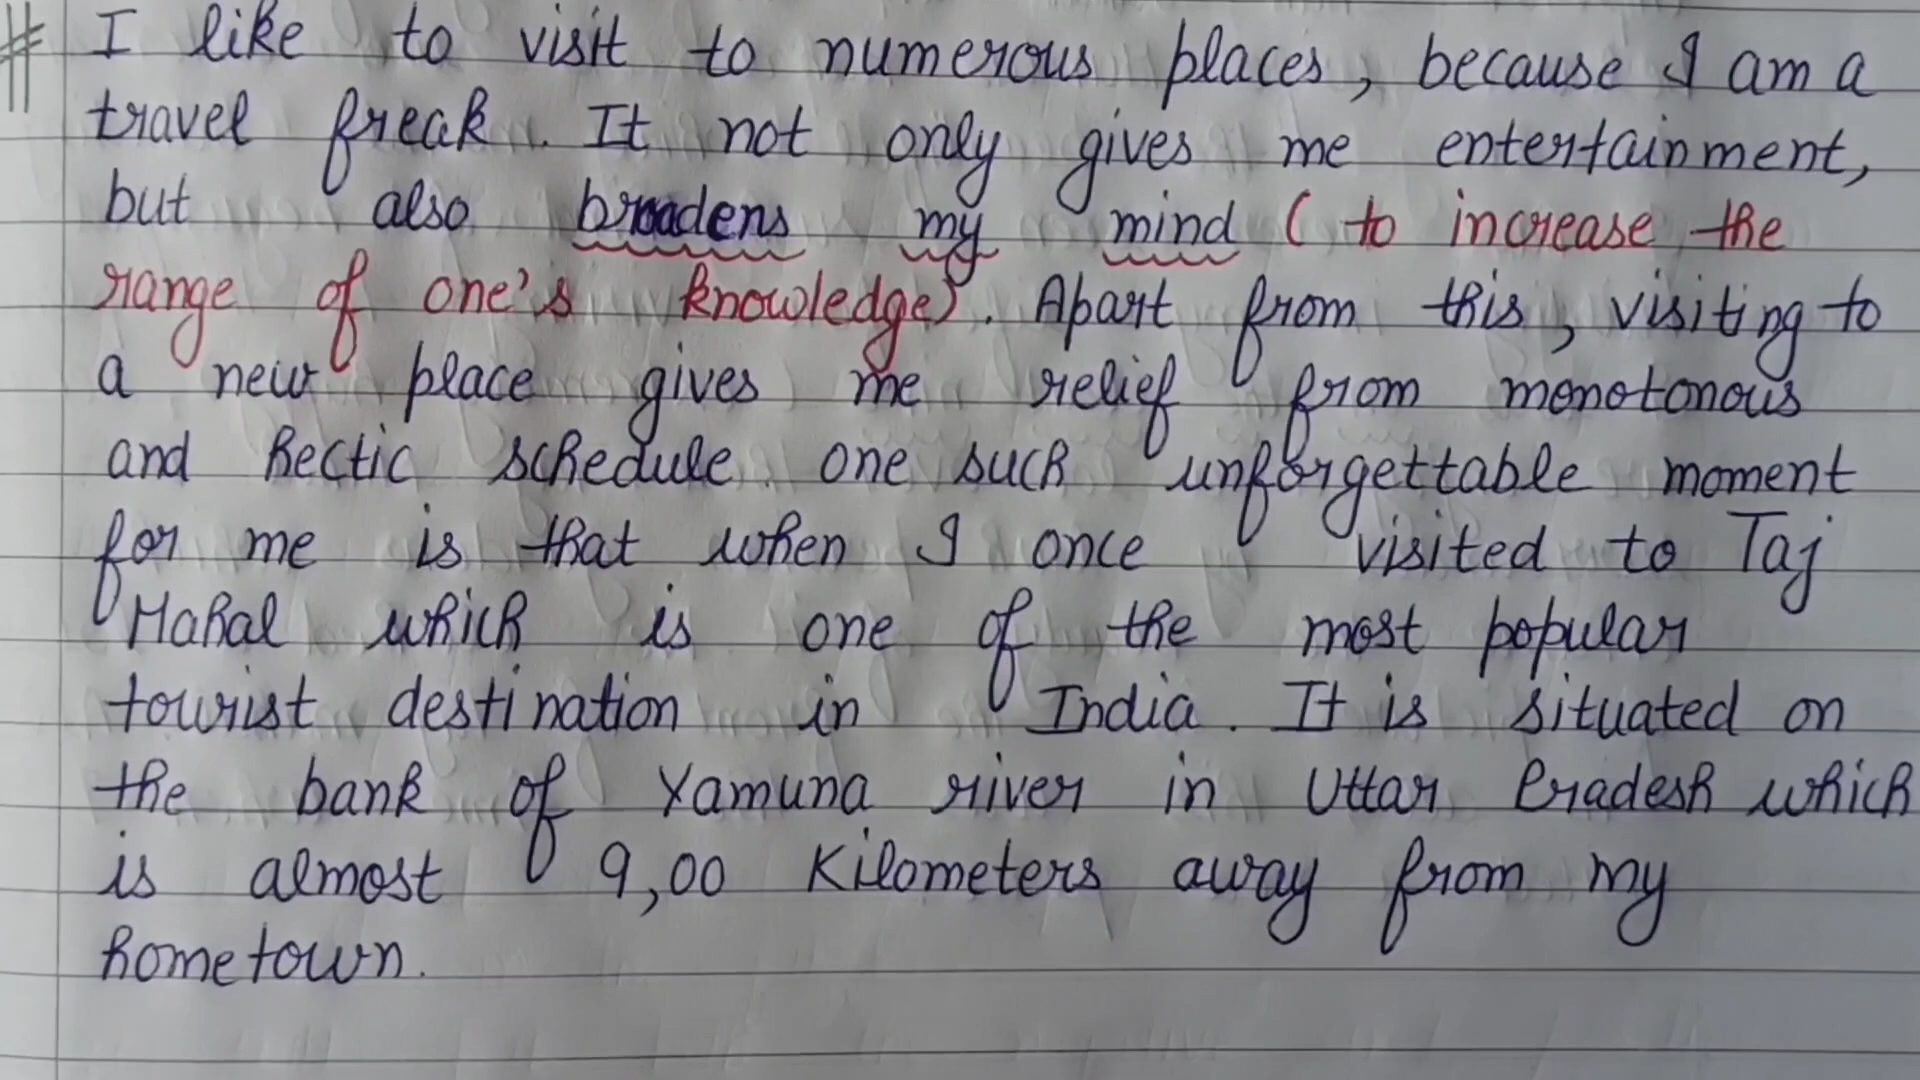 # I like to visit to numerous places, because I am a
travel freak. It not only gives me entertainment,
but also broadens my mind ( to increase the
range of one's knowledge). Apart from this, visiting to
a new place gives me relief from monotonous
and hectic schedule. one such unforgettable moment
for me is that when I once visited to Taj
Mahal which is one of the most popular
tourist destination in India. It is situated on
the bank of Yamuna river in Uttar Pradesh which
is almost 9,00 Kilometers away from my
hometown.